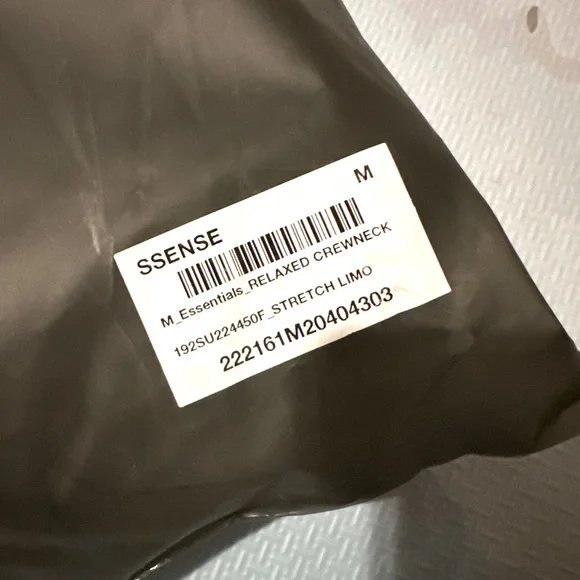 M
SSENSE
M_Essentials_RELAXED CREWNECK
192SU224450F_STRETCH LIMO
222161M20404303